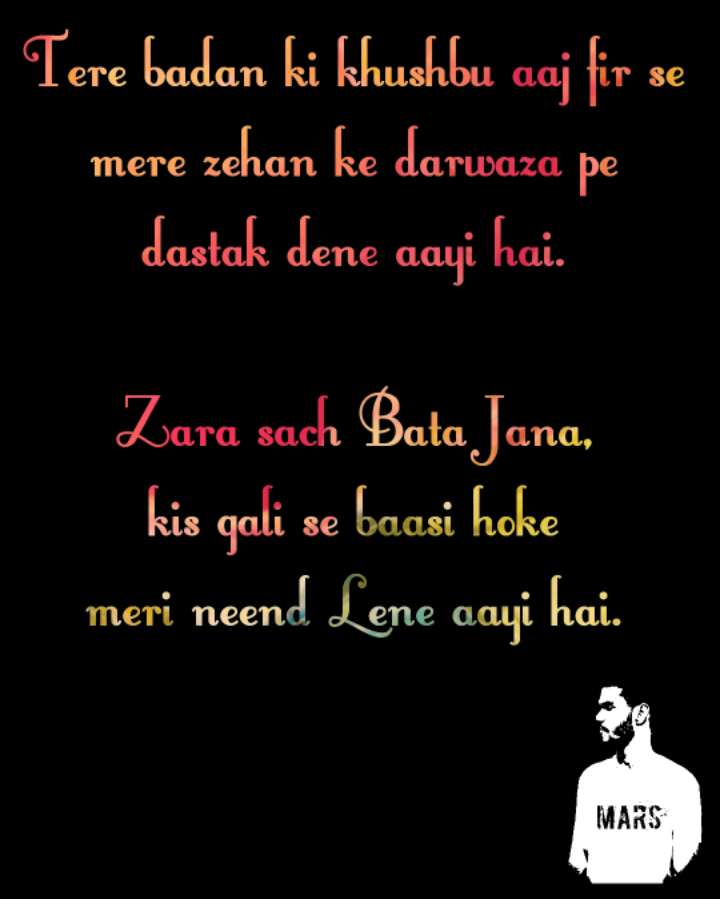 Tere badan ki khushbu aaj fir se
mere zehan ke darwaza pe
dastak dene aayi hai.
Zara sach Bata Jana,
kis gali se baasi hoke
meri neend Lene aayi hai.
MARS